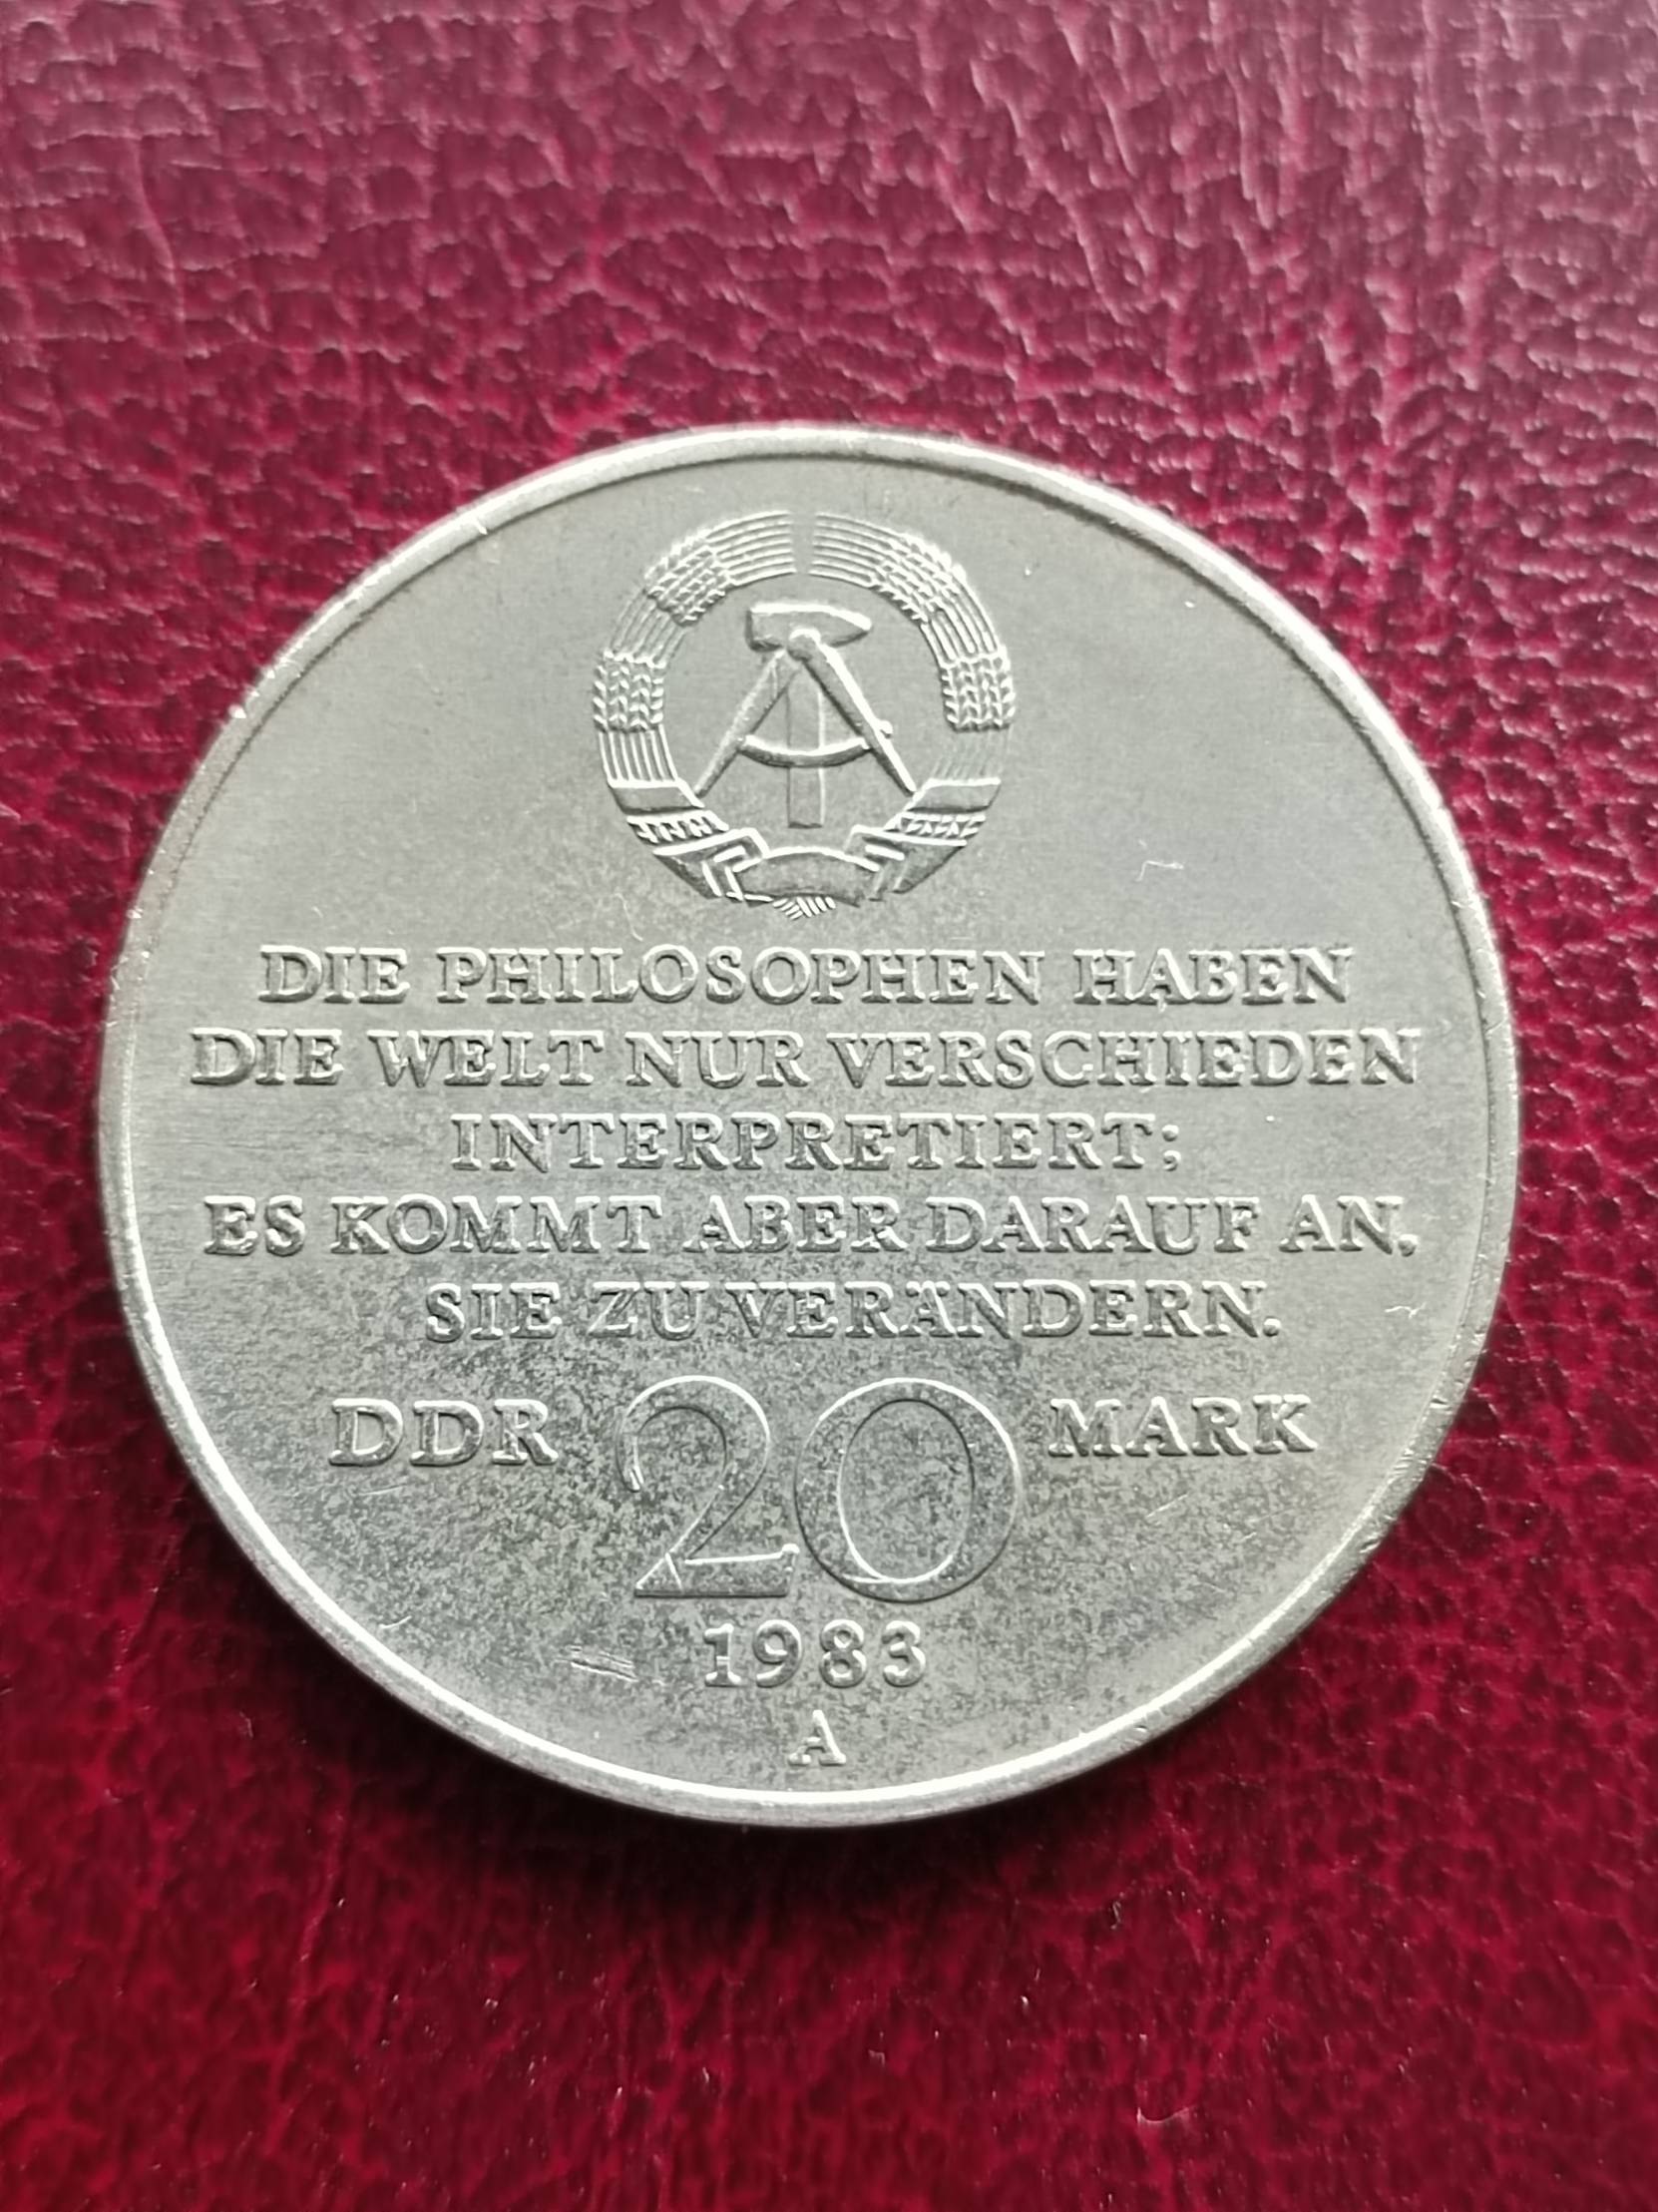 DIE PHILOSOPHEN HABEN
DIE WELT NUR VERSCHIEDEN
INTERPRETIERT;
ES KOMMT ABER DARAUF AN,
SIE ZU VERÄNDERN.
DDR 20 MARK
1983
A